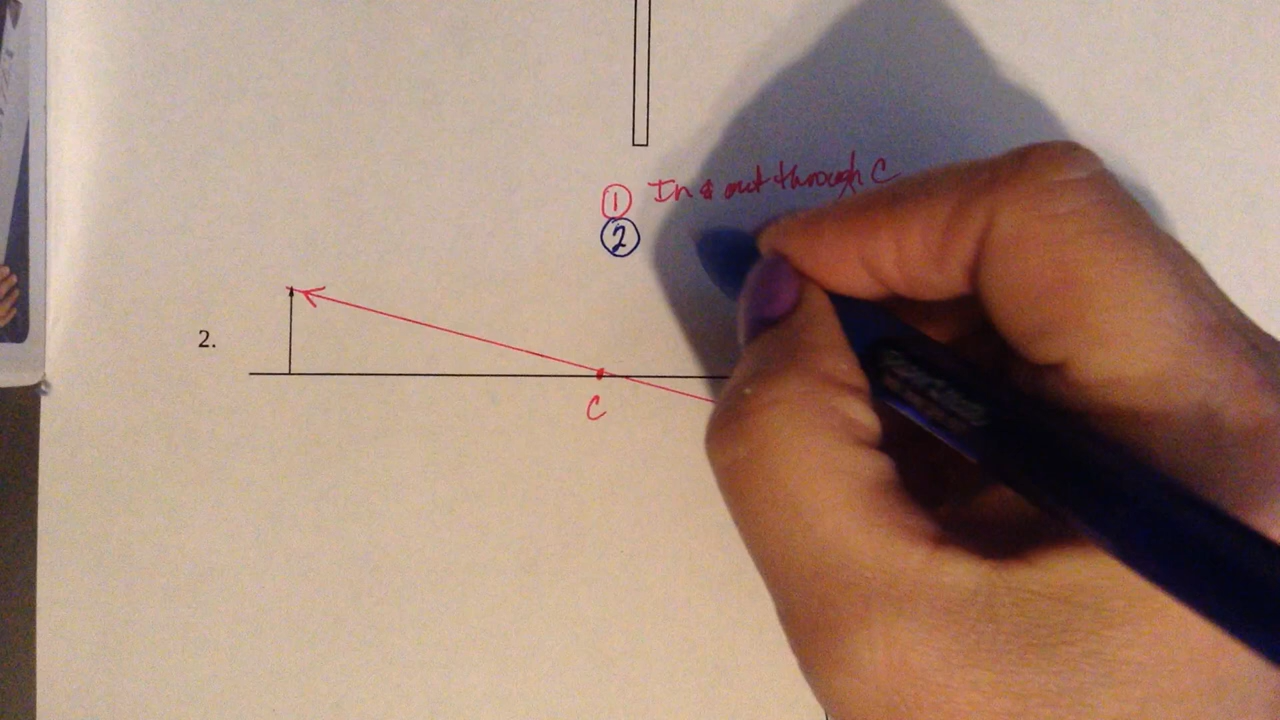 ① In & out through C
②
2.
C